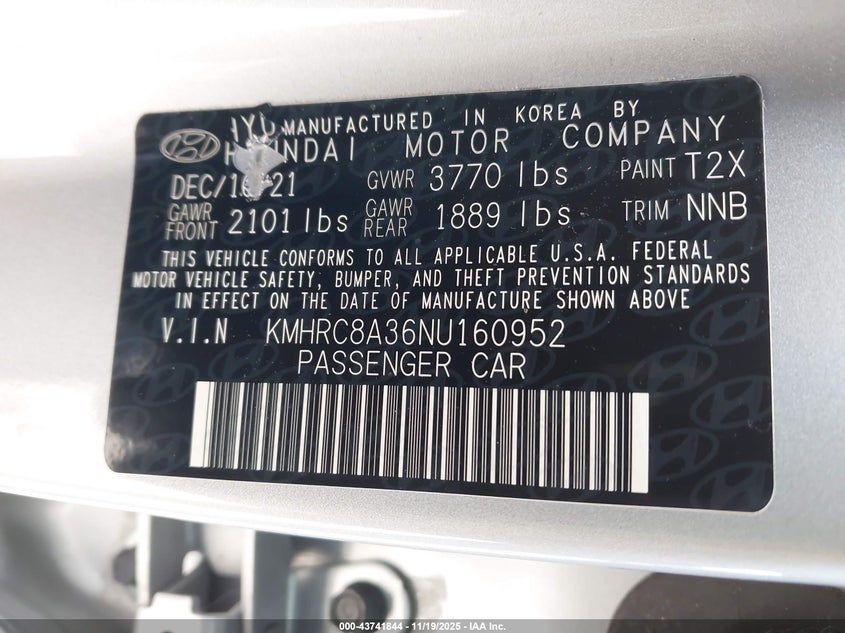 MANUFACTURED IN KOREA BY
HYUNDAI MOTOR COMPANY
GVWR 3770 lbs PAINT T2X
GAWR FRONT 2101 lbs GAWR REAR 1889 lbs TRIM NNB
THIS VEHICLE CONFORMS TO ALL APPLICABLE U.S.A. FEDERAL
MOTOR VEHICLE SAFETY, BUMPER, AND THEFT PREVENTION STANDARDS
IN EFFECT ON THE DATE OF MANUFACTURE SHOWN ABOVE
V.I.N KMHRC8A36NU160952
PASSENGER CAR
000-43741844 - 11/19/2025 - IAA Inc.